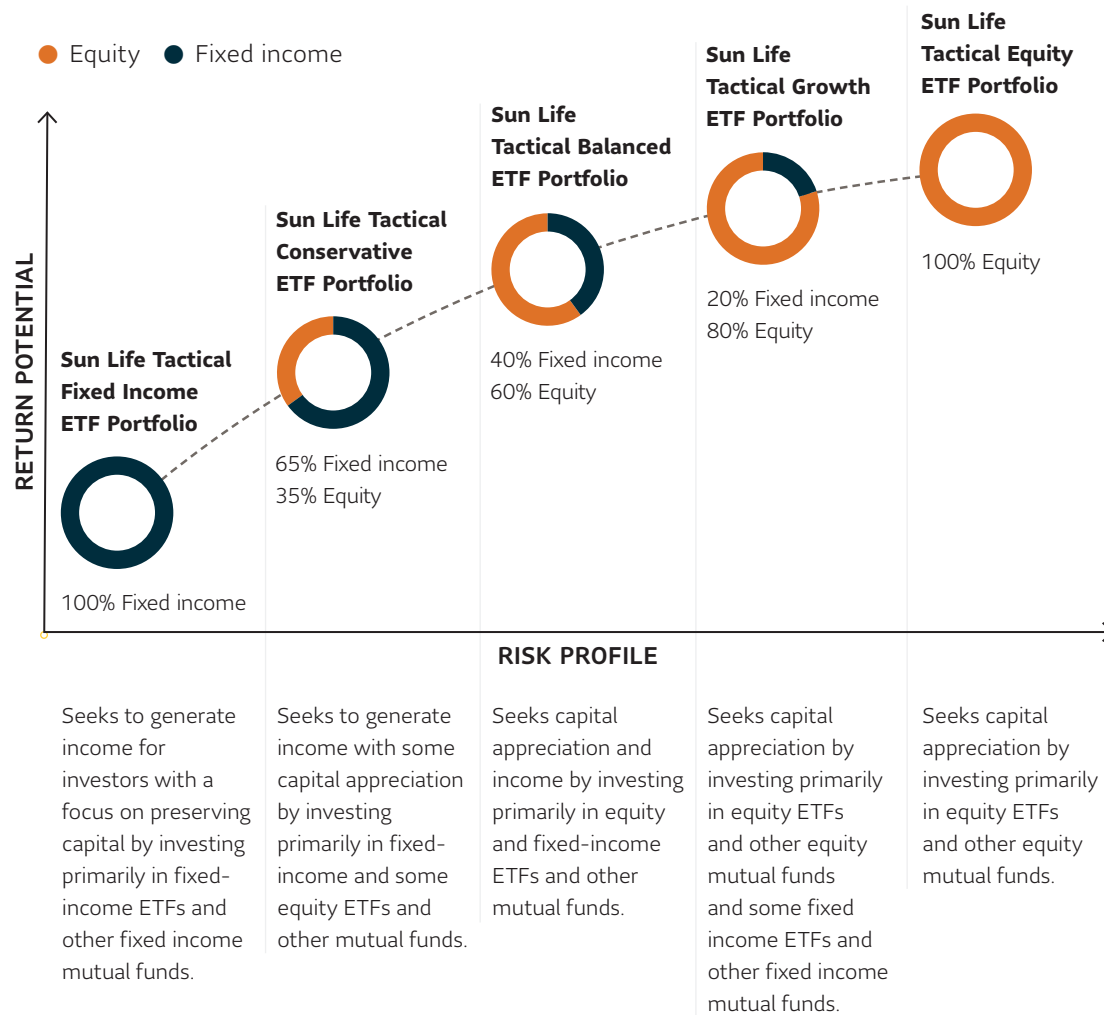 Equity
Fixed income
RETURN POTENTIAL
Sun Life Tactical
Fixed Income
ETF Portfolio
100% Fixed income
Sun Life Tactical
Conservative
ETF Portfolio
65% Fixed income
35% Equity
Sun Life
Tactical Balanced
ETF Portfolio
40% Fixed income
60% Equity
Sun Life
Tactical Growth
ETF Portfolio
20% Fixed income
80% Equity
Sun Life
Tactical Equity
ETF Portfolio
100% Equity
RISK PROFILE
Seeks to generate
income for
investors with a
focus on preserving
capital by investing
primarily in fixed-
income ETFs and
other fixed income
mutual funds.
Seeks to generate
income with some
capital appreciation
by investing
primarily in fixed-
income and some
equity ETFs and
other mutual funds.
Seeks capital
appreciation and
income by investing
primarily in equity
and fixed-income
ETFs and other
mutual funds.
Seeks capital
appreciation by
investing primarily
in equity ETFs
and other equity
mutual funds
and some fixed
income ETFs and
other fixed income
mutual funds.
Seeks capital
appreciation by
investing primarily
in equity ETFs
and other equity
mutual funds.